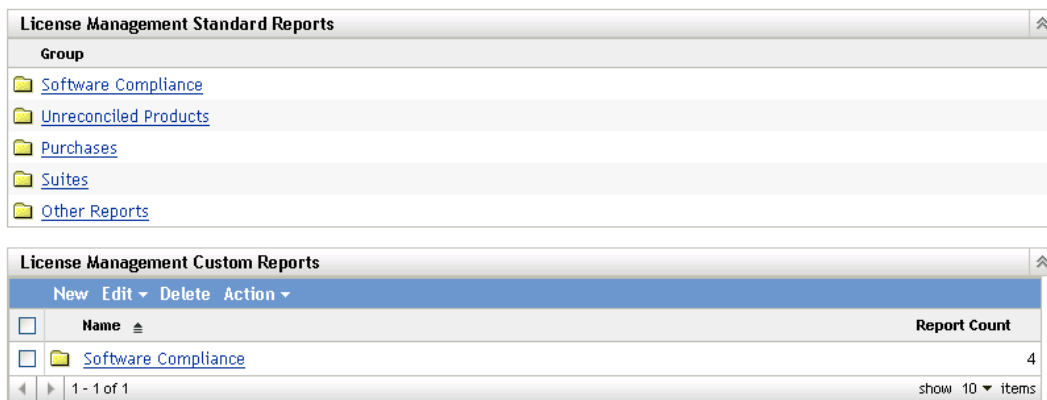 License Management Standard Reports
Group
Software Compliance
Unreconciled Products
Purchases
Suites
Other Reports
License Management Custom Reports
New Edit Delete Action
Name Report Count
Software Compliance 4
1 - 1 of 1 show 10 items